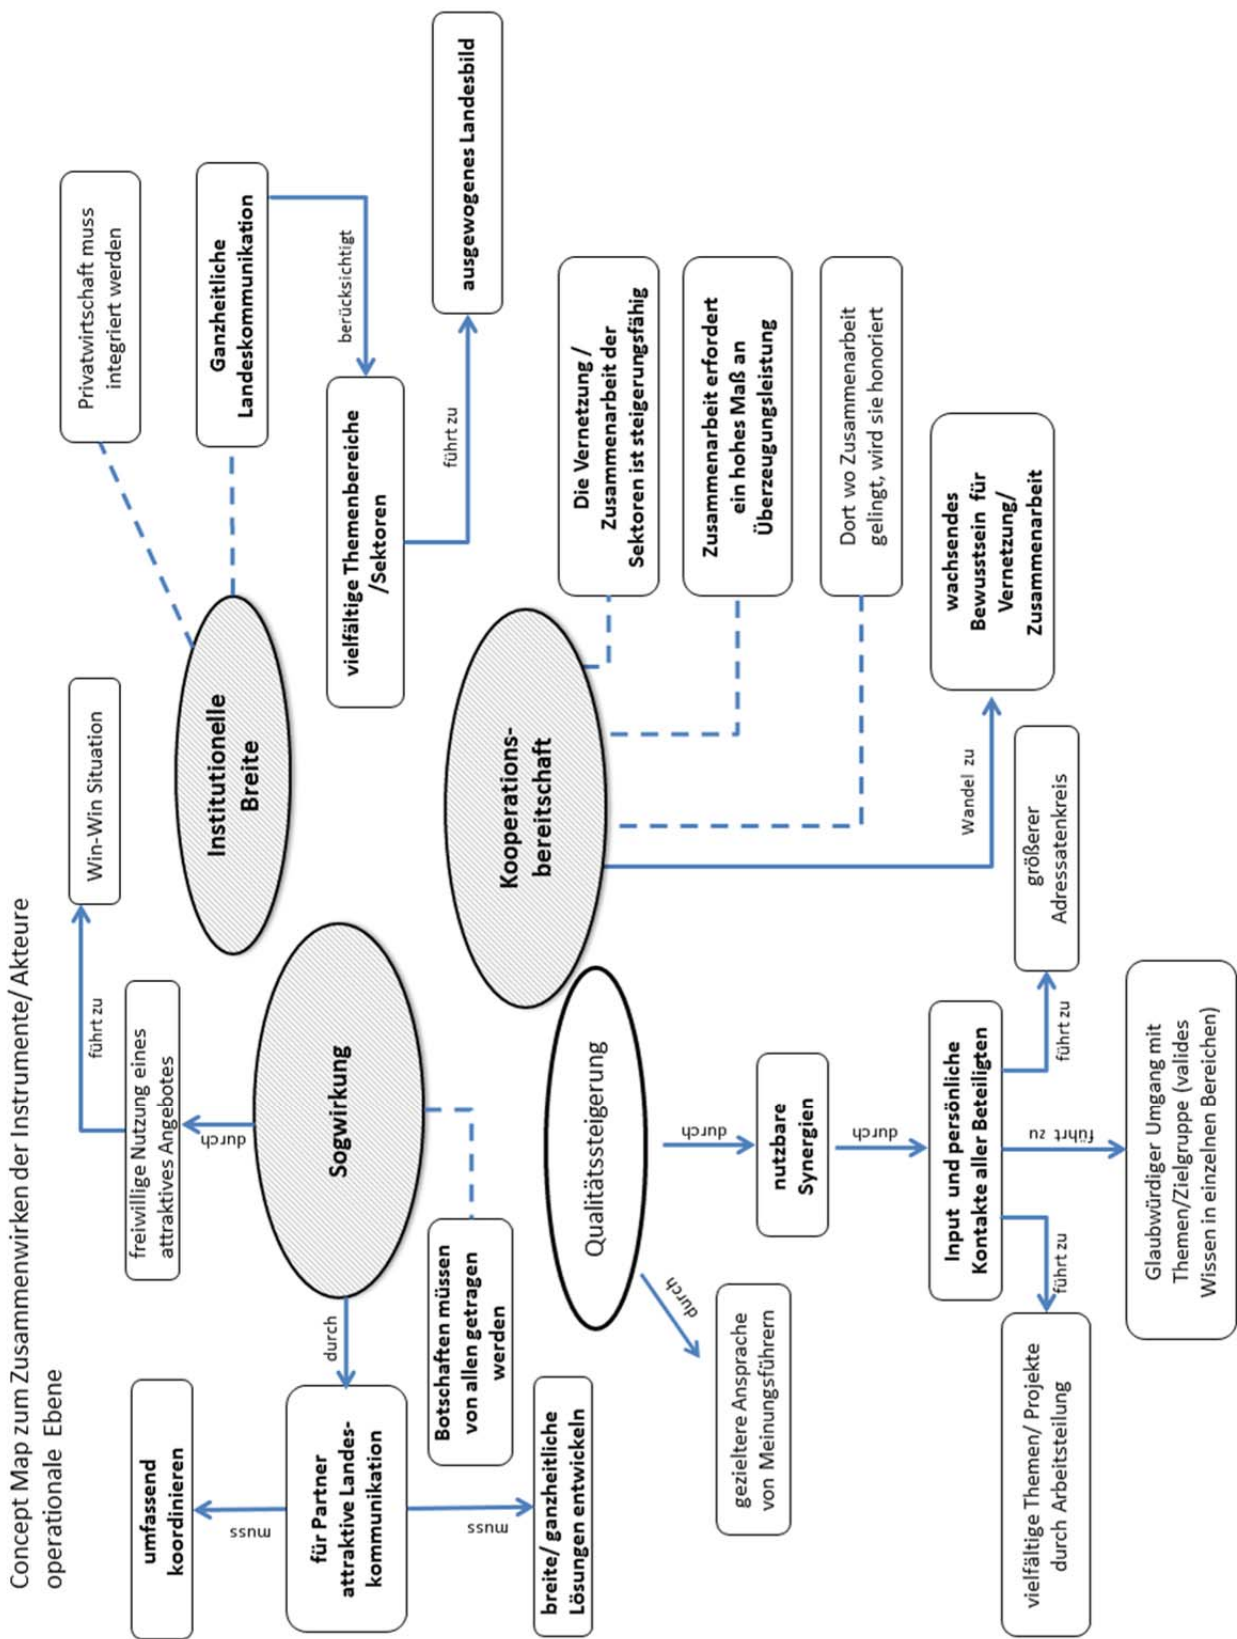 Concept Map zum Zusammenwirken der Instrumente/ Akteure
operationale Ebene
umfassend
koordinieren
muss
für Partner
attraktive Landes-
kommunikation
muss
breite/ ganzheitliche
Lösungen entwickeln
durch
Sogwirkung
durch
freiwillige Nutzung eines
attraktives Angebotes
führt zu
Win-Win Situation
Botschaften müssen
von allen getragen
werden
Institutionelle
Breite
Privatwirtschaft muss
integriert werden
Ganzheitliche
Landeskommunikation
berücksichtigt
vielfältige Themenbereiche
/Sektoren
führt zu
ausgewogenes Landesbild
Kooperations-
bereitschaft
Die Vernetzung /
Zusammenarbeit der
Sektoren ist steigerungsfähig
Zusammenarbeit erfordert
ein hohes Maß an
Überzeugungsleistung
Dort wo Zusammenarbeit
gelingt, wird sie honoriert
Wandel zu
wachsendes
Bewusstsein für
Vernetzung/
Zusammenarbeit
Qualitätssteigerung
durch
gezieltere Ansprache
von Meinungsführern
durch
nutzbare
Synergien
durch
Input und persönliche
Kontakte aller Beteiligten
führt zu
vielfältige Themen/ Projekte
durch Arbeitsteilung
führt zu
Glaubwürdiger Umgang mit
Themen/Zielgruppe (valides
Wissen in einzelnen Bereichen)
führt zu
größerer
Adressatenkreis